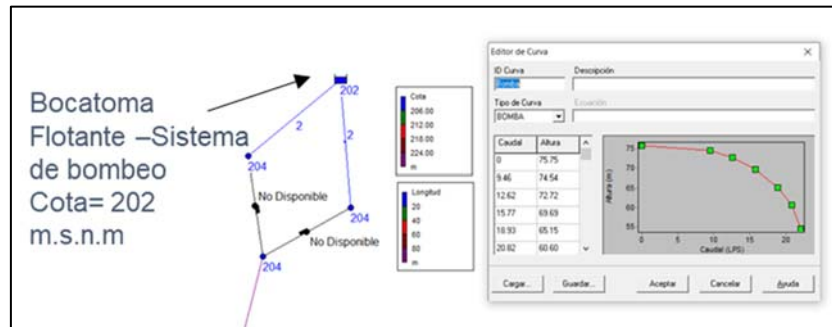 Bocatoma
Flotante –Sistema
de bombeo
Cota= 202
m.s.n.m
202
2
2
204
No Disponible
204
No Disponible
204
Cota
206.00
212.00
218.00
224.00
m
Longitud
20
40
60
80
m
Editor de Curva
ID Curva
Descripción
Bomba
Tipo de Curva
Ecuación
BOMBA
Caudal Altura
0 75.75
9.46 74.54
12.62 72.72
15.77 69.69
18.93 65.15
20.82 60.60
Altura (m)
75
70
65
60
55
0 5 10 15 20
Caudal (LPS)
Cargar... Guardar... Aceptar Cancelar Ayuda